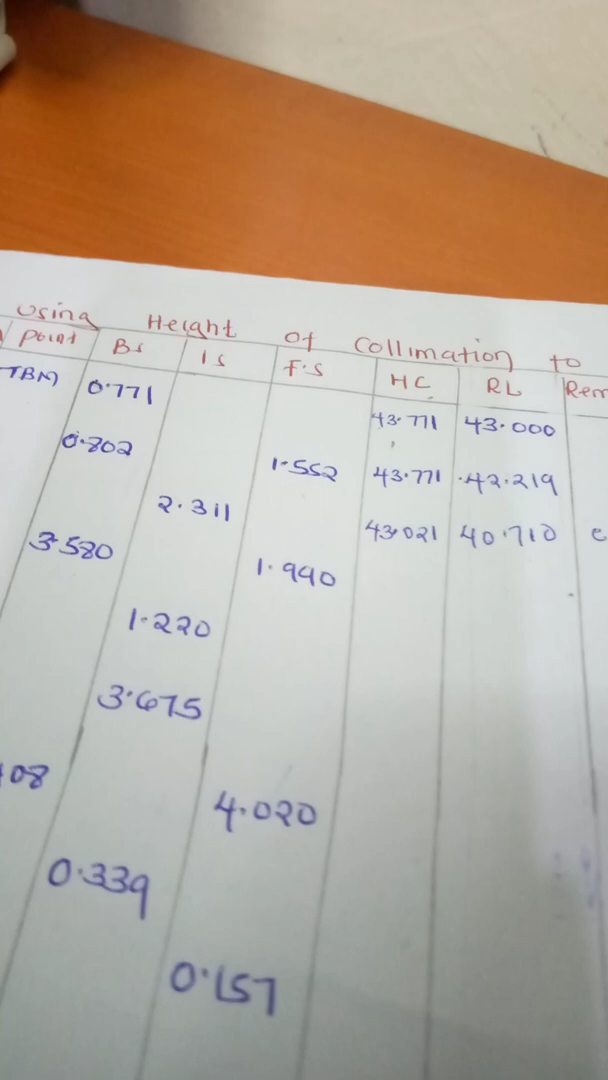 using Height of Collimation to
point Bs Is F.S HC RL Rem
TBM 0.771 43.771 43.000
0.802 1.552 43.771 42.219
2.311 43.021 40.710 c
3.580 1.990
1.220
3.675
08 4.020
0.339
0.157